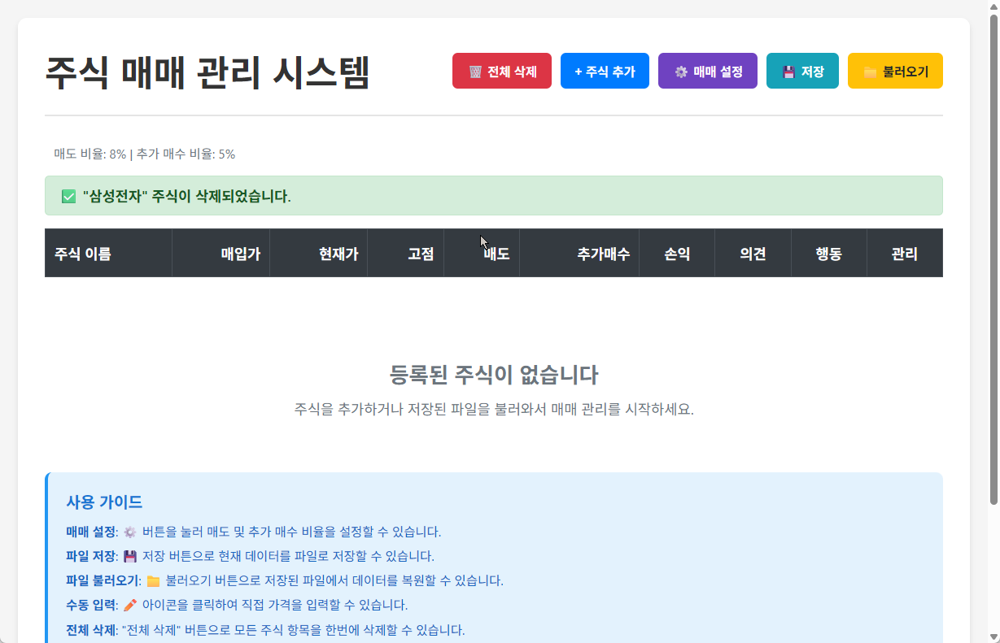 주식 매매 관리 시스템
🗑️ 전체 삭제
+ 주식 추가
⚙️ 매매 설정
💾 저장
📁 불러오기
매도 비율: 8% | 추가 매수 비율: 5%
✅ "삼성전자" 주식이 삭제되었습니다.
주식 이름 매입가 현재가 고점 매도 추가매수 손익 의견 행동 관리
등록된 주식이 없습니다
주식을 추가하거나 저장된 파일을 불러와서 매매 관리를 시작하세요.
사용 가이드
매매 설정: ⚙️ 버튼을 눌러 매도 및 추가 매수 비율을 설정할 수 있습니다.
파일 저장: 💾 저장 버튼으로 현재 데이터를 파일로 저장할 수 있습니다.
파일 불러오기: 📁 불러오기 버튼으로 저장된 파일에서 데이터를 복원할 수 있습니다.
수동 입력: ✏️ 아이콘을 클릭하여 직접 가격을 입력할 수 있습니다.
전체 삭제: "전체 삭제" 버튼으로 모든 주식 항목을 한번에 삭제할 수 있습니다.